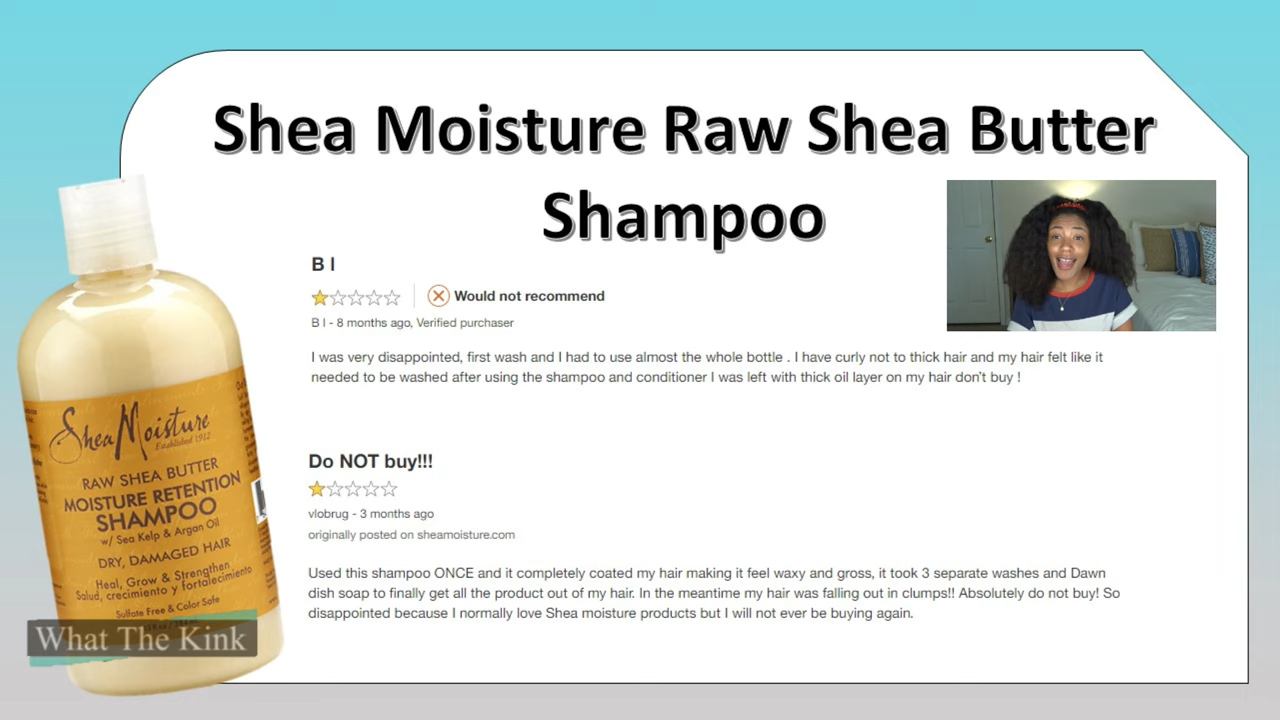 Shea Moisture Raw Shea Butter
Shampoo
B I
Would not recommend
B I - 8 months ago, Verified purchaser
I was very disappointed, first wash and I had to use almost the whole bottle . I have curly not to thick hair and my hair felt like it
needed to be washed after using the shampoo and conditioner I was left with thick oil layer on my hair don't buy !
Do NOT buy!!!
vlobrug - 3 months ago
originally posted on sheamoisture.com
Used this shampoo ONCE and it completely coated my hair making it feel waxy and gross, it took 3 separate washes and Dawn
dish soap to finally get all the product out of my hair. In the meantime my hair was falling out in clumps!! Absolutely do not buy! So
disappointed because I normally love Shea moisture products but I will not ever be buying again.
Shea Moisture
Established 1912
RAW SHEA BUTTER
MOISTURE RETENTION
SHAMPOO
w/ Sea Kelp & Argan Oil
DRY, DAMAGED HAIR
Heal, Grow & Strengthen
Salud, crecimiento y fortalecimiento
Sulfate Free & Color Safe
What The Kink